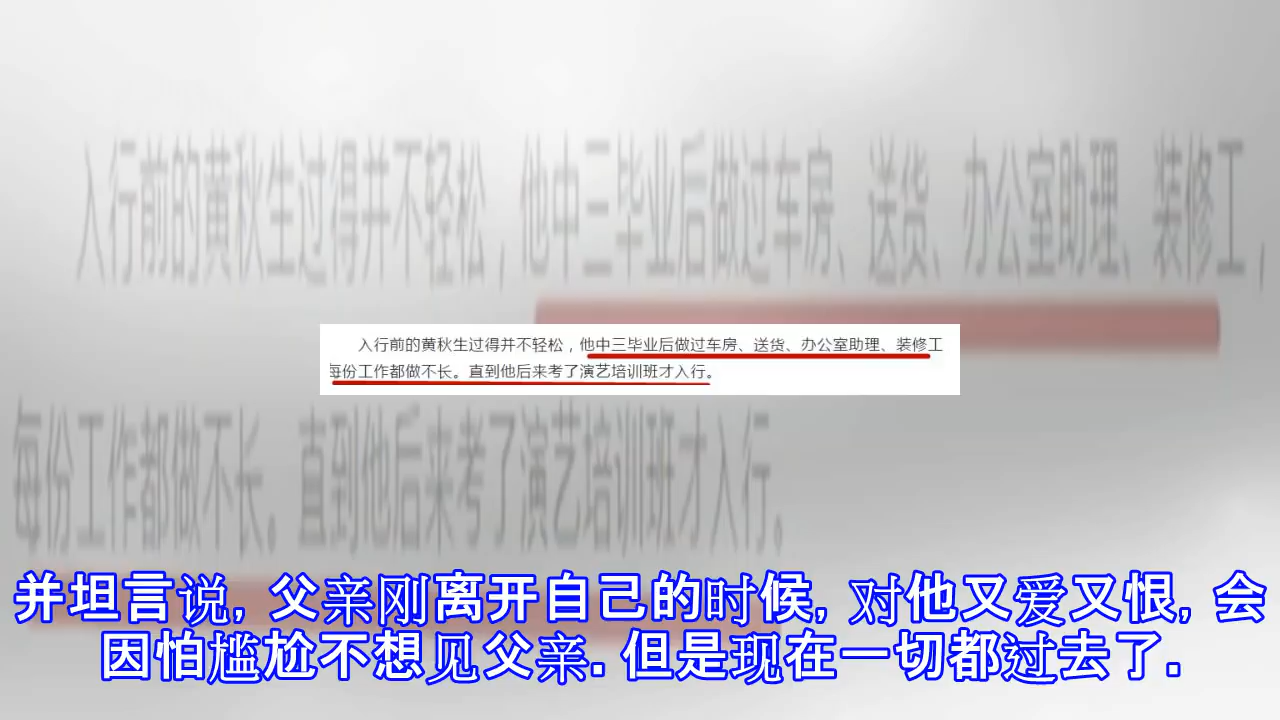 入行前的黄秋生过得并不轻松，他中三毕业后做过车房、送货、办公室助理、装修工，
入行前的黄秋生过得并不轻松，他中三毕业后做过车房、送货、办公室助理、装修工
每份工作都做不长。直到他后来考了演艺培训班才入行。
每份工作都做不长。直到他后来考了演艺培训班才入行。
并坦言说，父亲刚离开自己的时候，对他又爱又恨，会
因怕尴尬不想见父亲.但是现在一切都过去了.